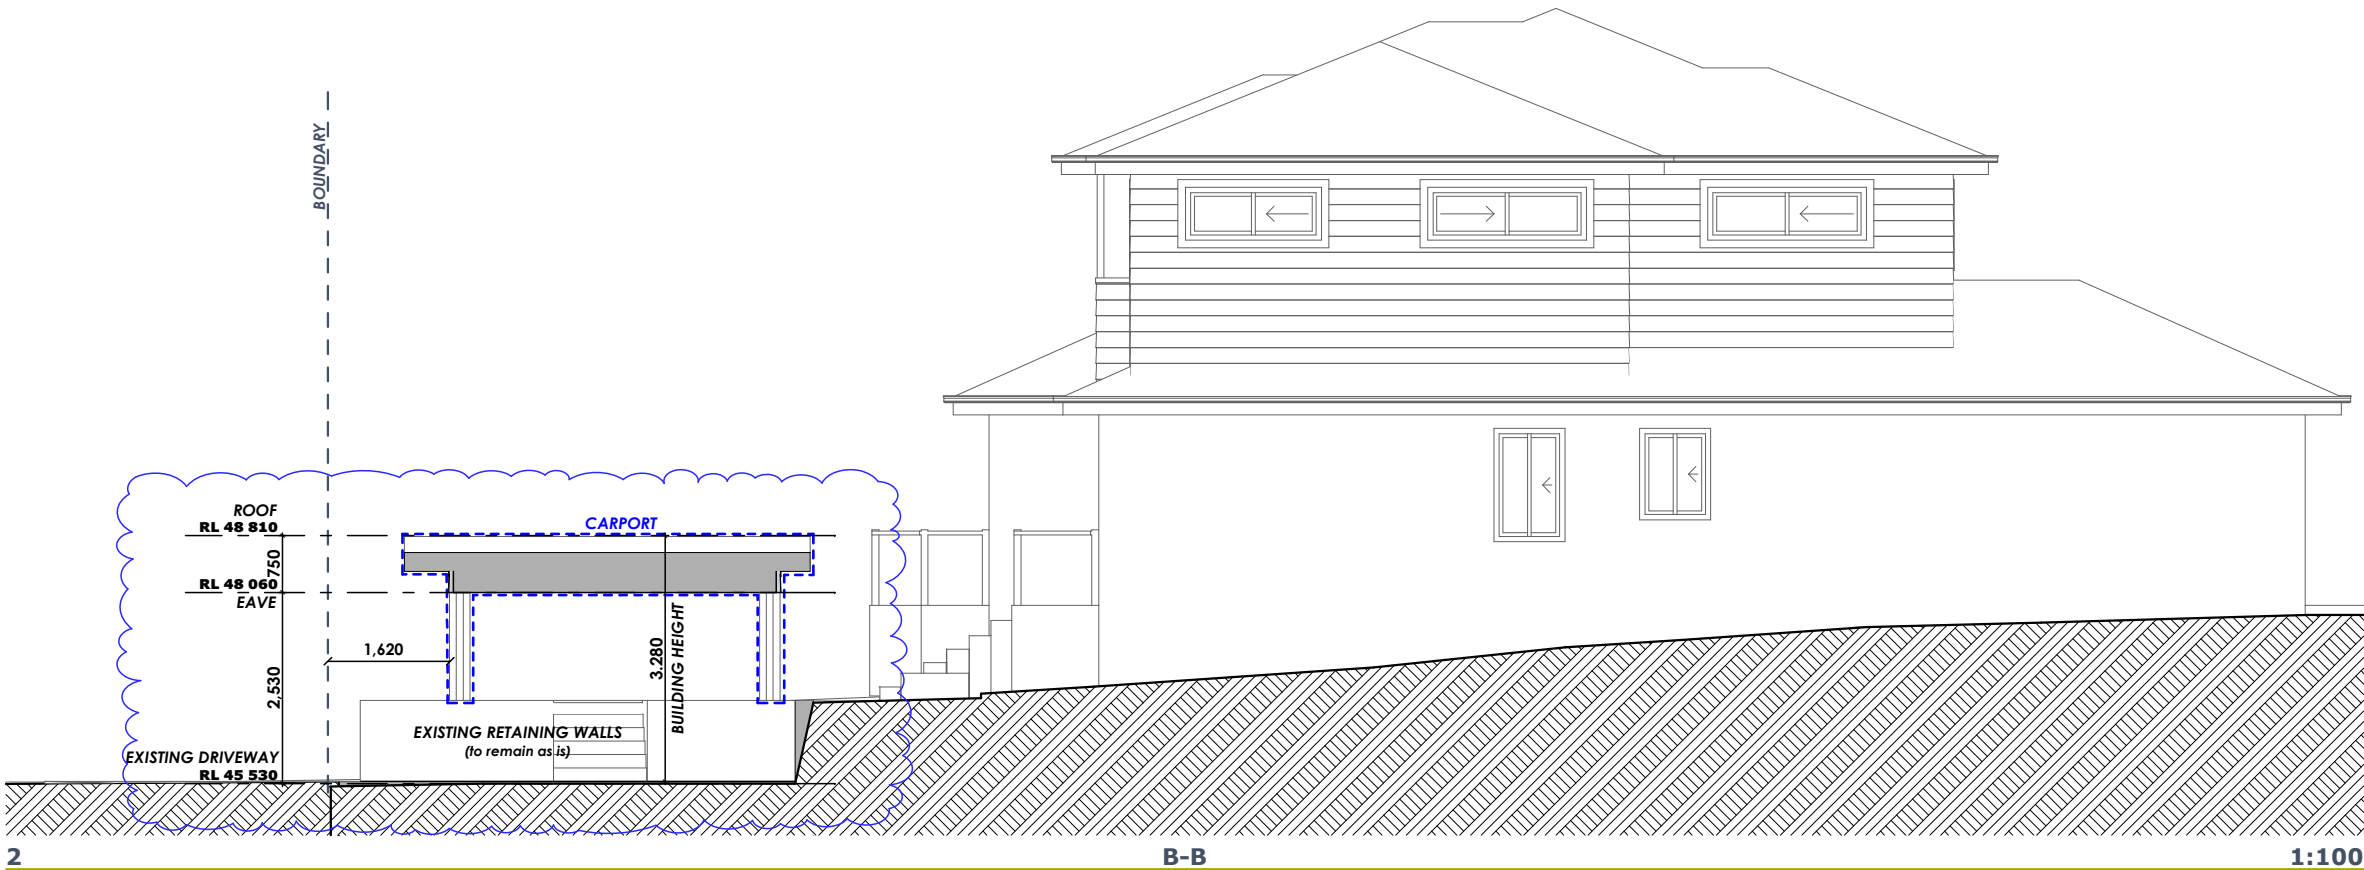 BOUNDARY
ROOF
RL 48 810
CARPORT
750
RL 48 060
EAVE
1,620
2,530
3.280
BUILDING HEIGHT
EXISTING RETAINING WALLS
(to remain as is)
EXISTING DRIVEWAY
RL 45 530
2
B-B
1:100